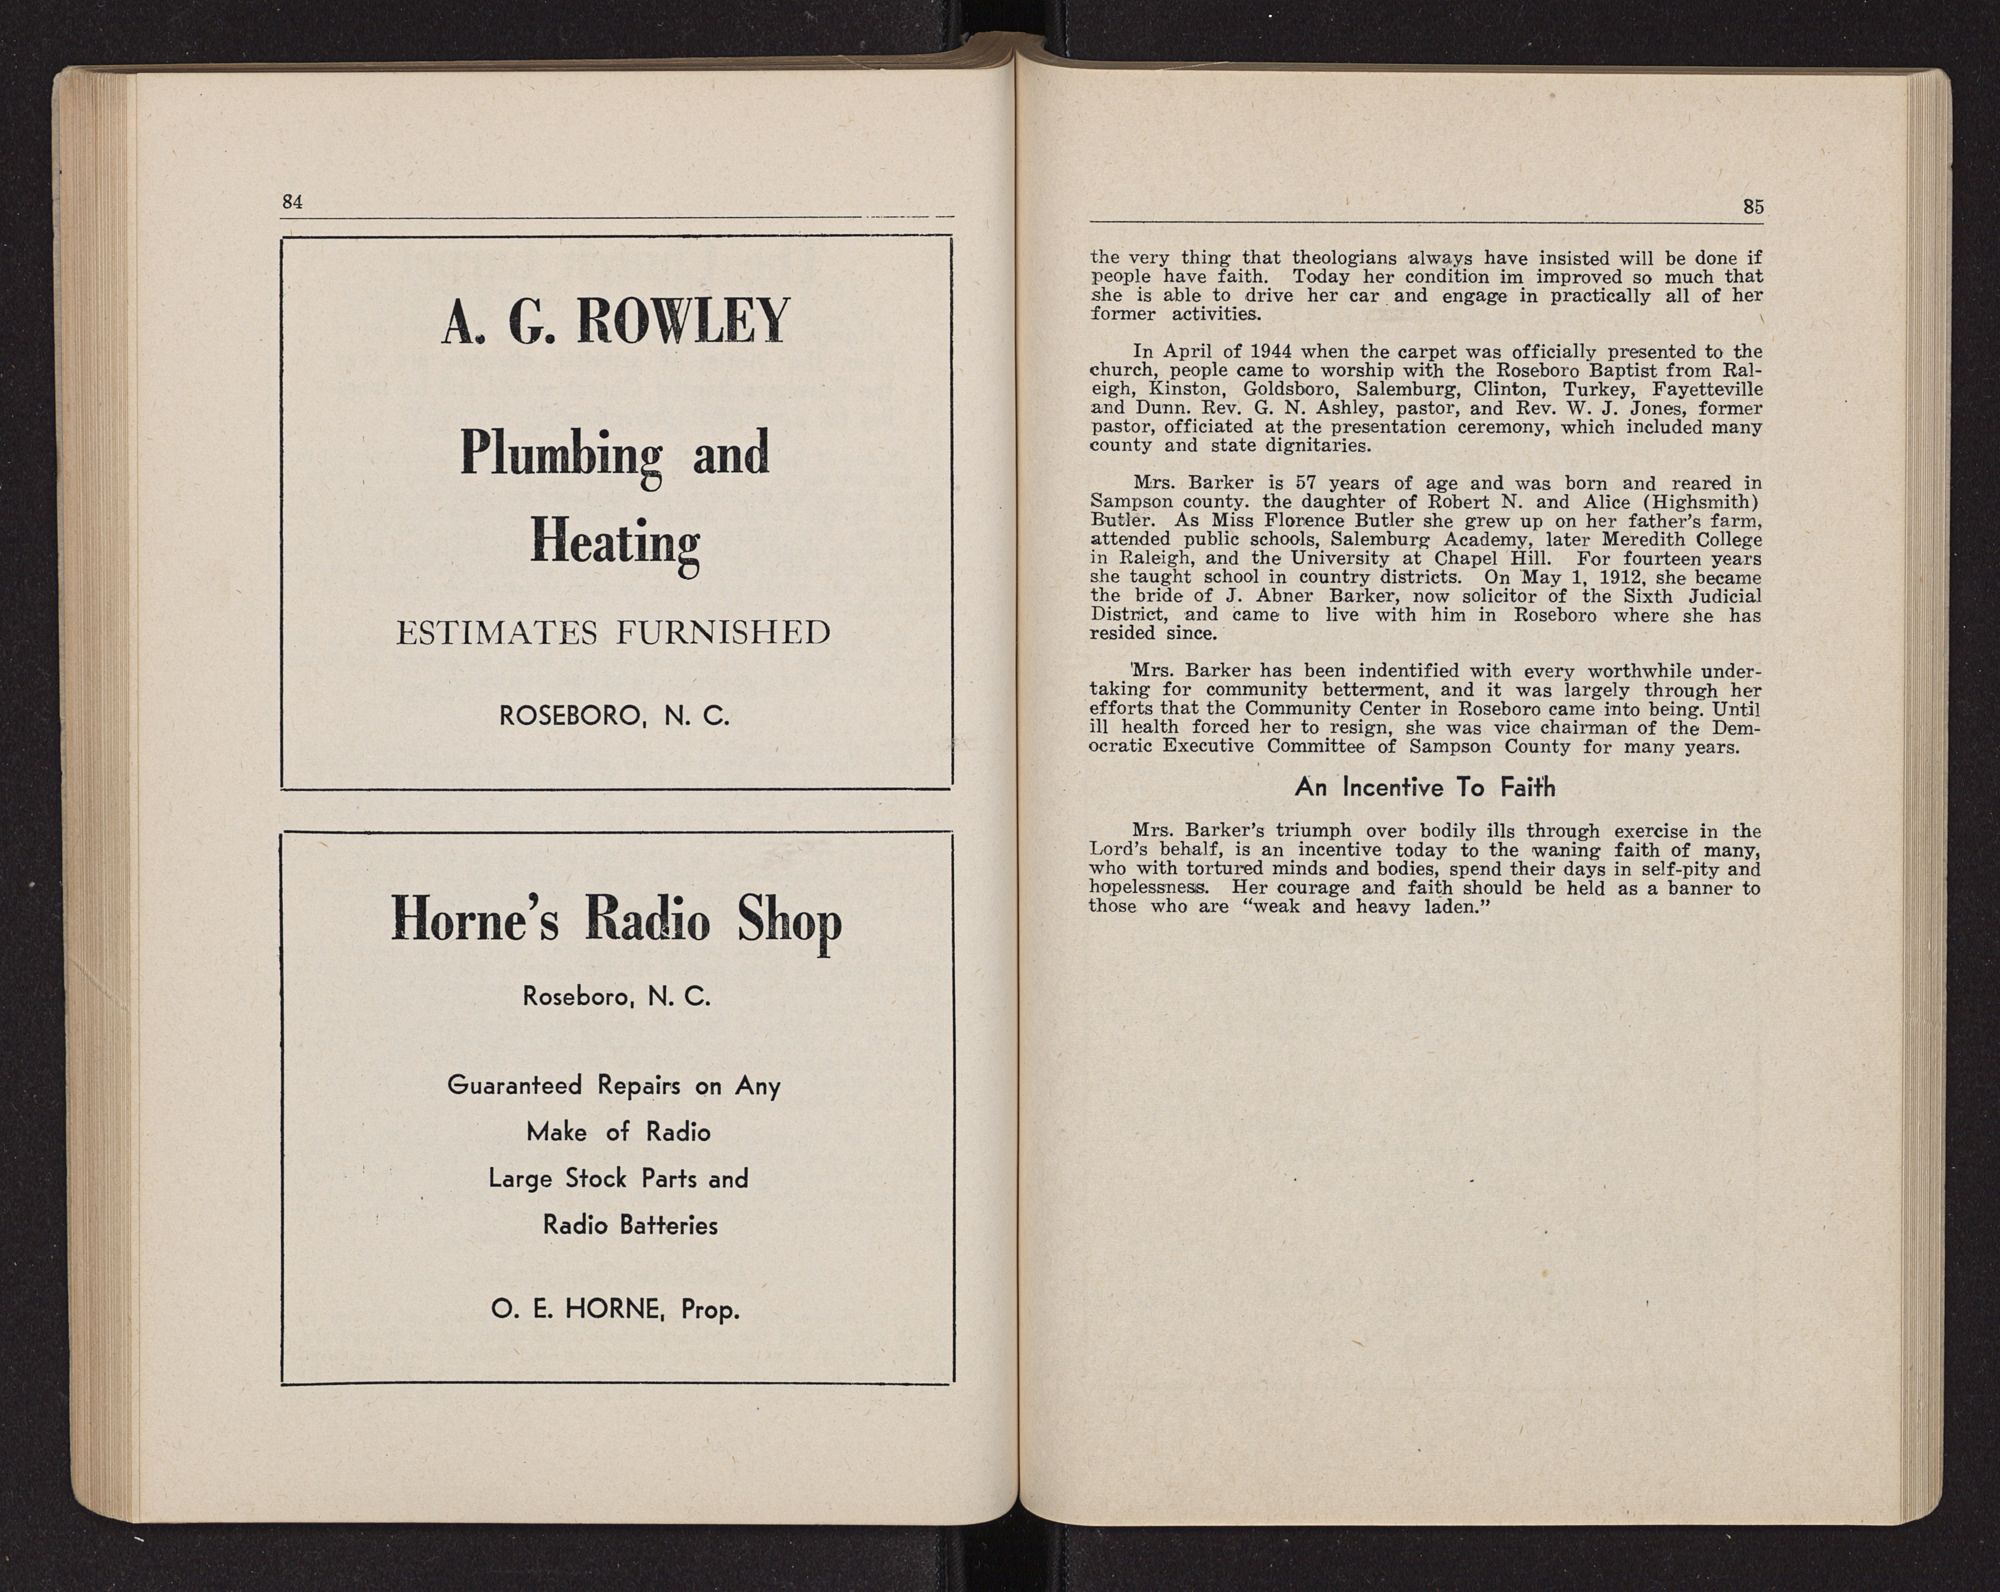 84
A. G. ROWLEY
Plumbing and
Heating
ESTIMATES FURNISHED
ROSEBORO, N. C.
Horne's Radio Shop
Roseboro, N. C.
Guaranteed Repairs on Any
Make of Radio
Large Stock Parts and
Radio Batteries
O. E. HORNE, Prop.
85
the very thing that theologians always have insisted will be done if
people have faith. Today her condition im improved so much that
she is able to drive her car and engage in practically all of her
former activities.
In April of 1944 when the carpet was officially presented to the
church, people came to worship with the Roseboro Baptist from Ral-
eigh, Kinston, Goldsboro, Salemburg, Clinton, Turkey, Fayetteville
and Dunn. Rev. G. N. Ashley, pastor, and Rev. W. J. Jones, former
pastor, officiated at the presentation ceremony, which included many
county and state dignitaries.
Mrs. Barker is 57 years of age and was born and reared in
Sampson county. the daughter of Robert N. and Alice (Highsmith)
Butler. As Miss Florence Butler she grew up on her father's farm,
attended public schools, Salemburg Academy, later Meredith College
in Raleigh, and the University at Chapel Hill. For fourteen years
she taught school in country districts. On May 1, 1912, she became
the bride of J. Abner Barker, now solicitor of the Sixth Judicial
District, and came to live with him in Roseboro where she has
resided since.
'Mrs. Barker has been indentified with every worthwhile under-
taking for community betterment, and it was largely through her
efforts that the Community Center in Roseboro came into being. Until
ill health forced her to resign, she was vice chairman of the Dem-
ocratic Executive Committee of Sampson County for many years.
An Incentive To Faith
Mrs. Barker's triumph over bodily ills through exercise in the
Lord's behalf, is an incentive today to the waning faith of many,
who with tortured minds and bodies, spend their days in self-pity and
hopelessness. Her courage and faith should be held as a banner to
those who are "weak and heavy laden."